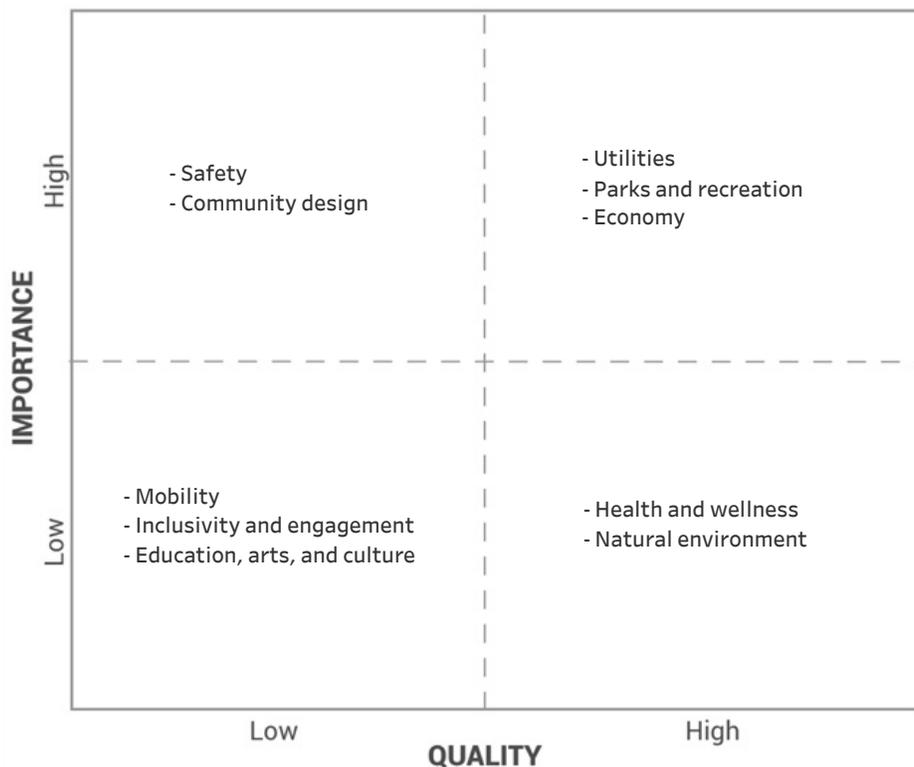 High
- Safety
- Community design
- Utilities
- Parks and recreation
- Economy
IMPORTANCE
Low
- Mobility
- Inclusivity and engagement
- Education, arts, and culture
- Health and wellness
- Natural environment
Low
High
QUALITY